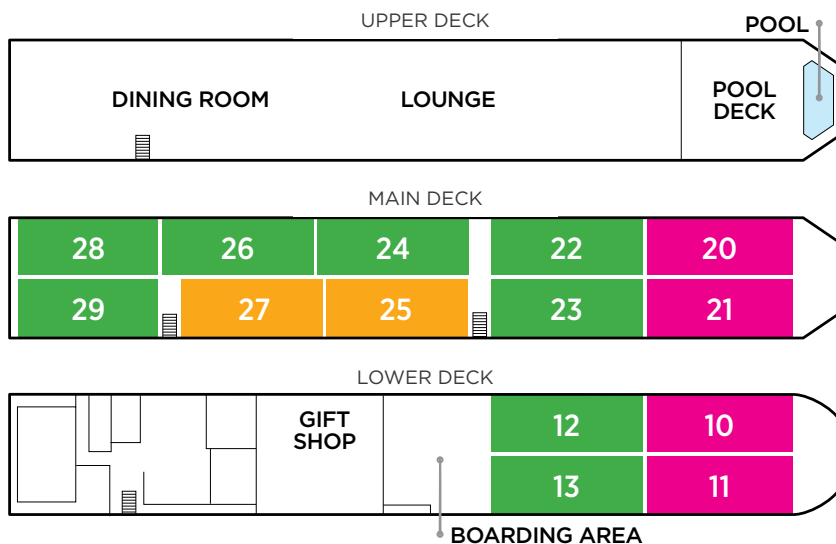 UPPER DECK
POOL
DINING ROOM
LOUNGE
POOL
DECK
MAIN DECK
28
26
24
22
20
29
27
25
23
21
LOWER DECK
GIFT
SHOP
12
10
13
11
BOARDING AREA